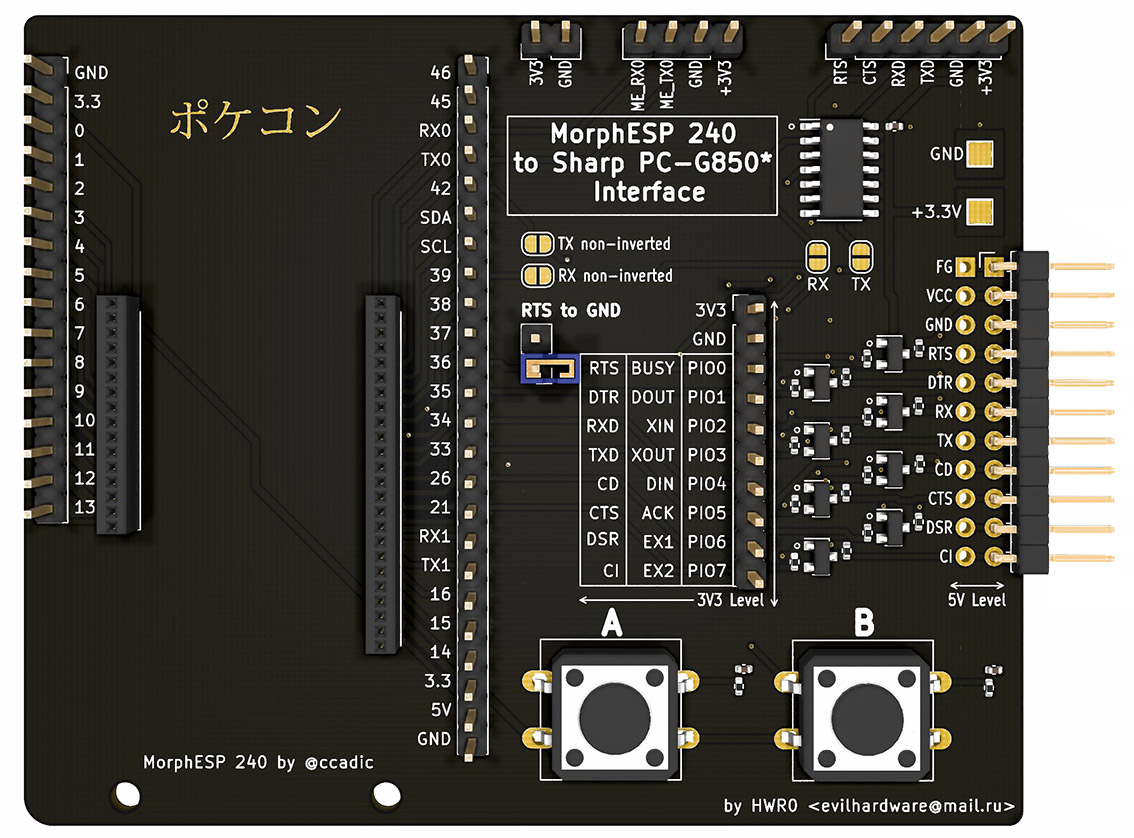 GND
3.3
0
1
2
3
4
5
6
7
8
9
10
11
12
13
ポケコン
46
45
RX0
TX0
42
SDA
SCL
39
38
37
36
35
34
33
26
21
RX1
TX1
16
15
14
3.3
5V
GND
3V3
GND
ME_RX0
ME_TX0
GND
+3V3
RTS
CTS
RXD
TXD
GND
+3V3
MorphESP 240
to Sharp PC-G850*
Interface
GND
+3.3V
TX non-inverted
RX non-inverted
RX TX
RTS to GND
3V3
GND
RTS BUSY PIO0
DTR DOUT PIO1
RXD XIN PIO2
TXD XOUT PIO3
CD DIN PIO4
CTS ACK PIO5
DSR EX1 PIO6
CI EX2 PIO7
3V3 Level
FG
VCC
GND
RTS
DTR
RX
TX
CD
CTS
DSR
CI
5V Level
A
B
MorphESP 240 by @ccadic
by HWR0 <evilhardware@mail.ru>